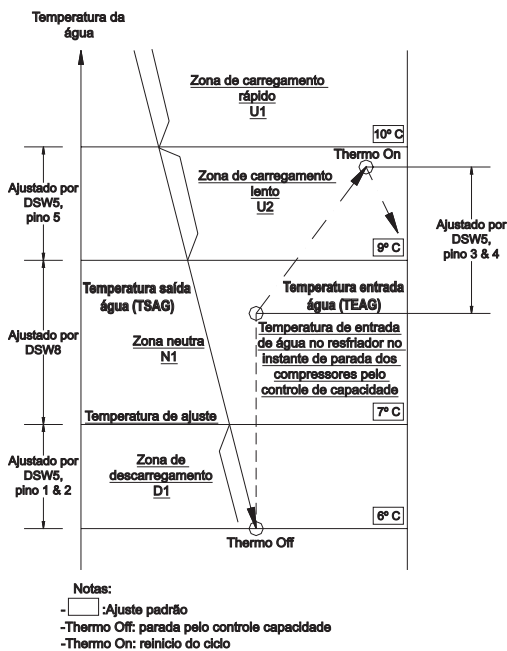 Temperatura da
água
Zona de carregamento
rápido
U1
10º C
Thermo On
Ajustado por
DSW5,
pino 5
Zona de carregamento
lento
U2
Ajustado por
DSW5,
pino 3 & 4
9º C
Temperatura saída
água (TSAG)
Temperatura entrada
água (TEAG)
Ajustado por
DSW8
Zona neutra
N1
Temperatura de entrada
de água no resfriador no
instante de parada dos
compressores pelo
controle de capacidade
Temperatura de ajuste
7º C
Ajustado por
DSW5,
pino 1 & 2
Zona de
descarregamento
D1
6º C
Thermo Off
Notas:
- :Ajuste padrão
-Thermo Off: parada pelo controle capacidade
-Thermo On: reinicio do ciclo